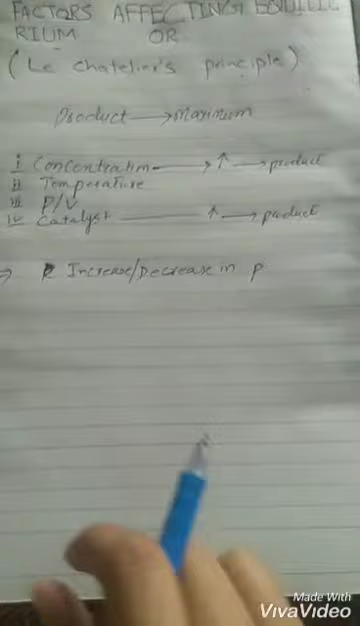 FACTORS AFFECTING EQUILIB
RIUM OR
(Le chatelier's principle)
Product → maximum
i Concentration → ↑ → product
ii Temperature
iii P/V
iv Catalyst ↑ → product
⇒ Increase/Decrease in P
Made With
VivaVideo